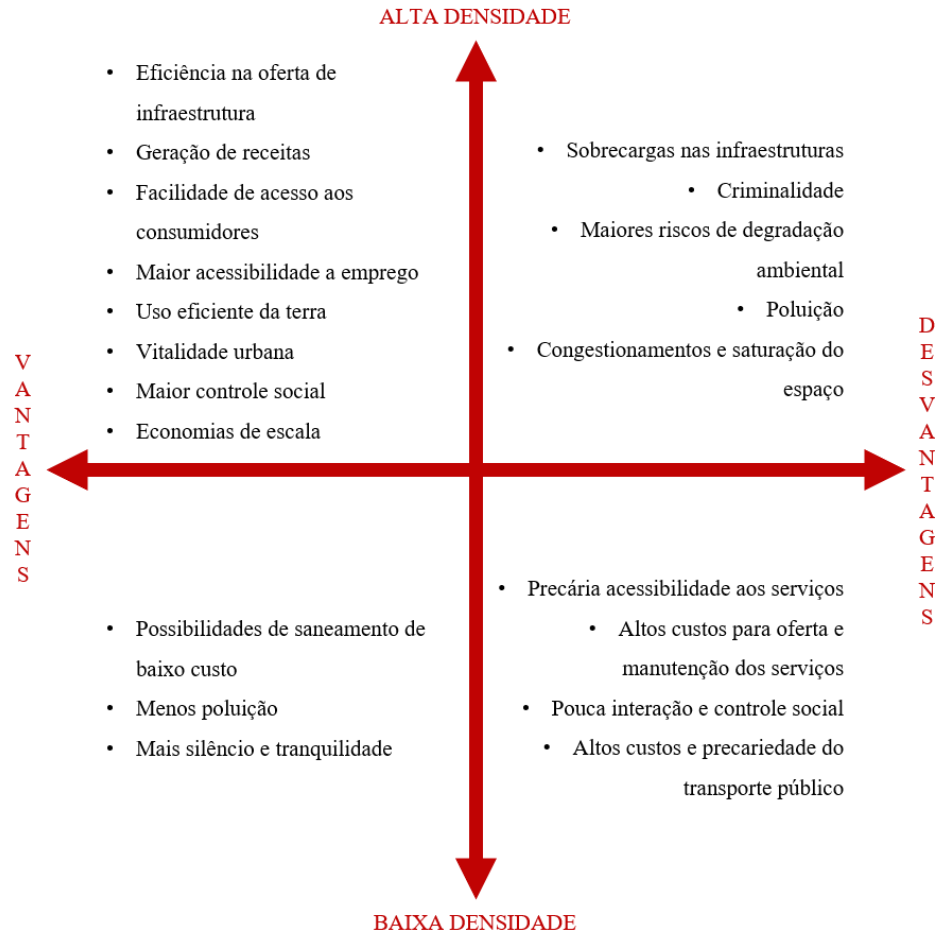 ALTA DENSIDADE
• Eficiência na oferta de
infraestrutura
• Geração de receitas
• Facilidade de acesso aos
consumidores
• Maior acessibilidade a emprego
• Uso eficiente da terra
• Vitalidade urbana
• Maior controle social
• Economias de escala
• Sobrecargas nas infraestruturas
• Criminalidade
• Maiores riscos de degradação
ambiental
• Poluição
• Congestionamentos e saturação do
espaço
VANTAGENS
DESVANTAGENS
• Possibilidades de saneamento de
baixo custo
• Menos poluição
• Mais silêncio e tranquilidade
• Precária acessibilidade aos serviços
• Altos custos para oferta e
manutenção dos serviços
• Pouca interação e controle social
• Altos custos e precariedade do
transporte público
BAIXA DENSIDADE